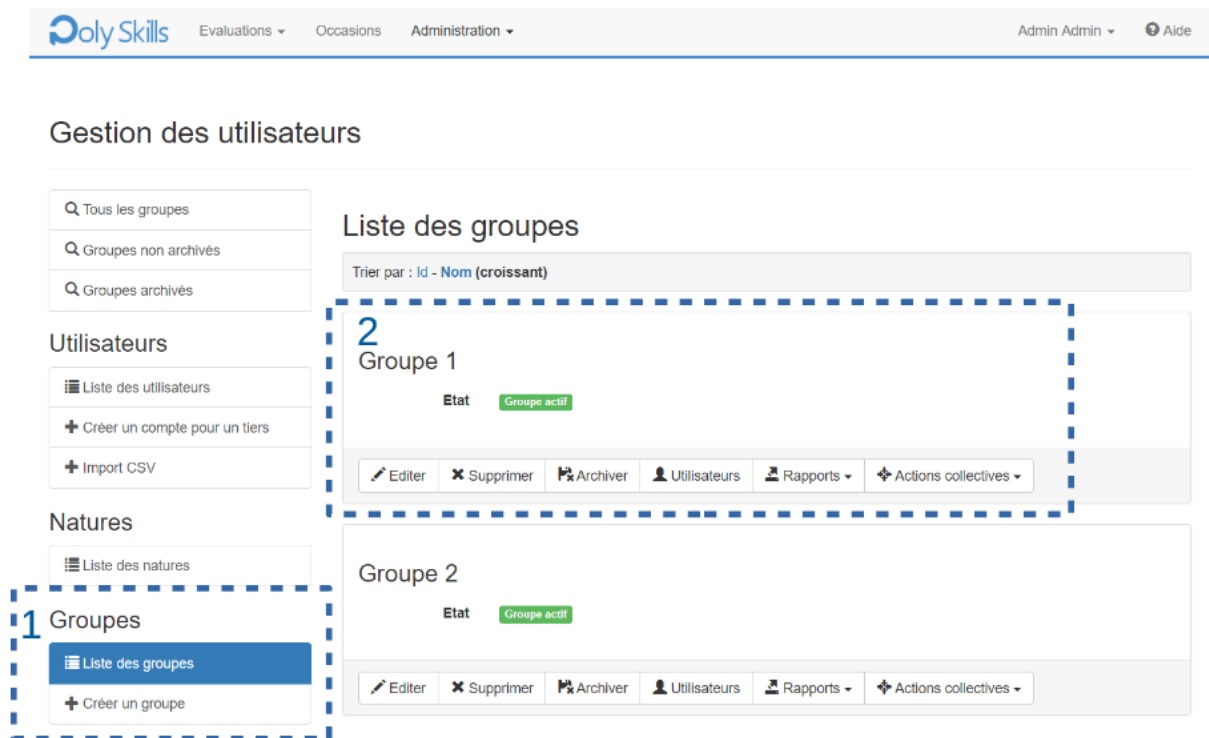 Poly Skills Evaluations Occasions Administration Admin Admin Aide
Gestion des utilisateurs
Tous les groupes
Groupes non archivés
Groupes archivés
Utilisateurs
Liste des utilisateurs
Créer un compte pour un tiers
Import CSV
Natures
Liste des natures
1
Groupes
Liste des groupes
Créer un groupe
Liste des groupes
Trier par : Id - Nom (croissant)
2
Groupe 1
Etat Groupe actif
Editer Supprimer Archiver Utilisateurs Rapports Actions collectives
Groupe 2
Etat Groupe actif
Editer Supprimer Archiver Utilisateurs Rapports Actions collectives